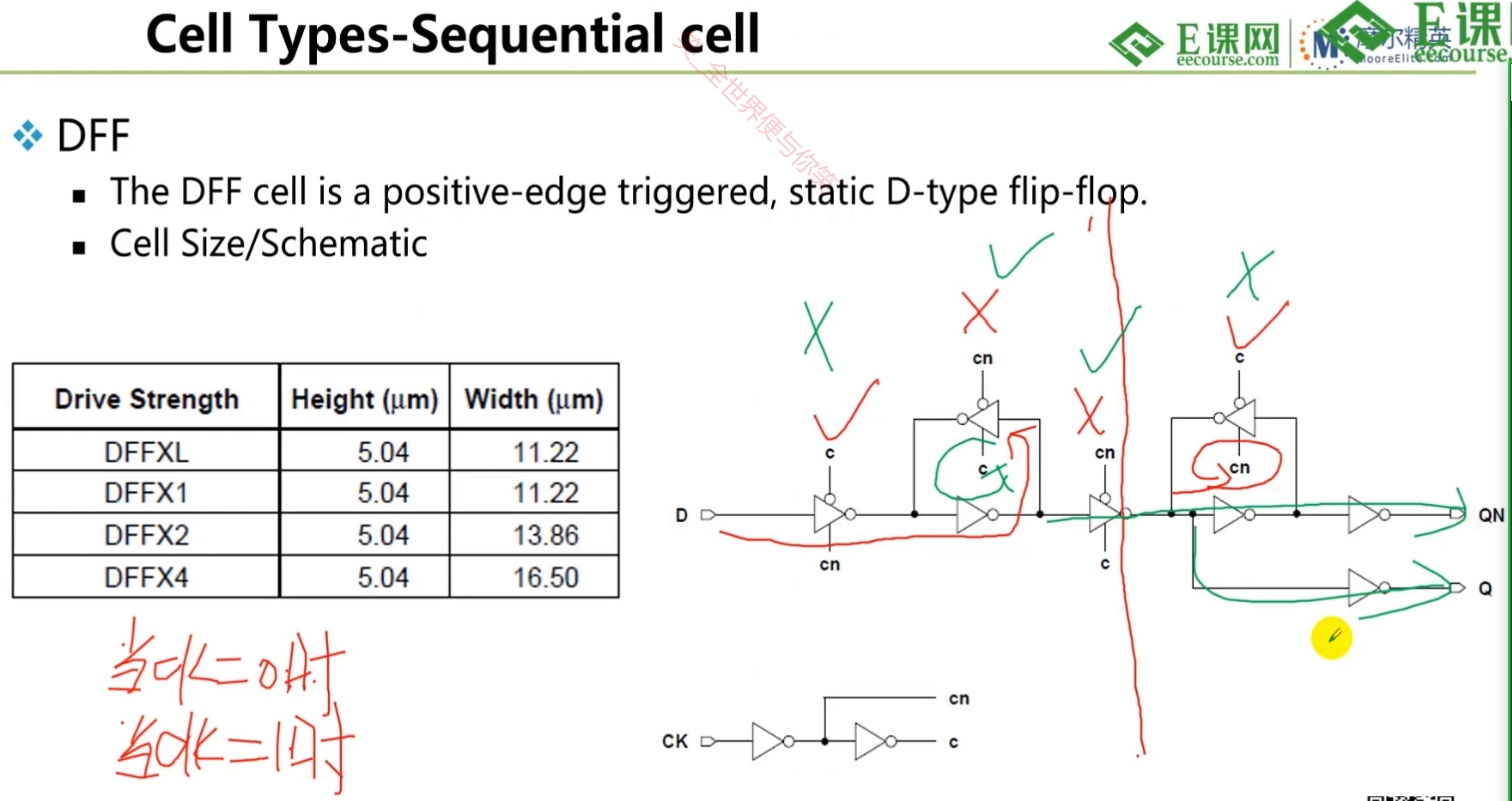 Cell Types-Sequential cell
E课网
eecourse.com
E课
eecourse
摩尔精英
MooreElite.com
全世界便与你笑
DFF
The DFF cell is a positive-edge triggered, static D-type flip-flop.
Cell Size/Schematic
Drive Strength Height (μm) Width (μm)
DFFXL 5.04 11.22
DFFX1 5.04 11.22
DFFX2 5.04 13.86
DFFX4 5.04 16.50
cn
c
c
cn
c
cn
D
QN
cn
c
Q
cn
CK
c
当clk=0时
当clk=1时